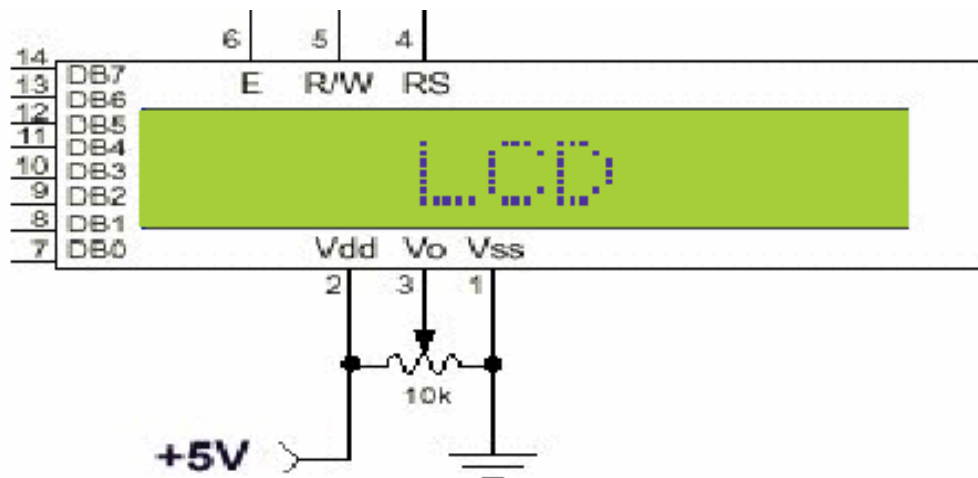 6 5 4
14 DB7 E R/W RS
13 DB6
12 DB5
11 DB4
10 DB3
9 DB2
8 DB1
7 DB0
LCD
Vdd Vo Vss
2 3 1
10k
+5V